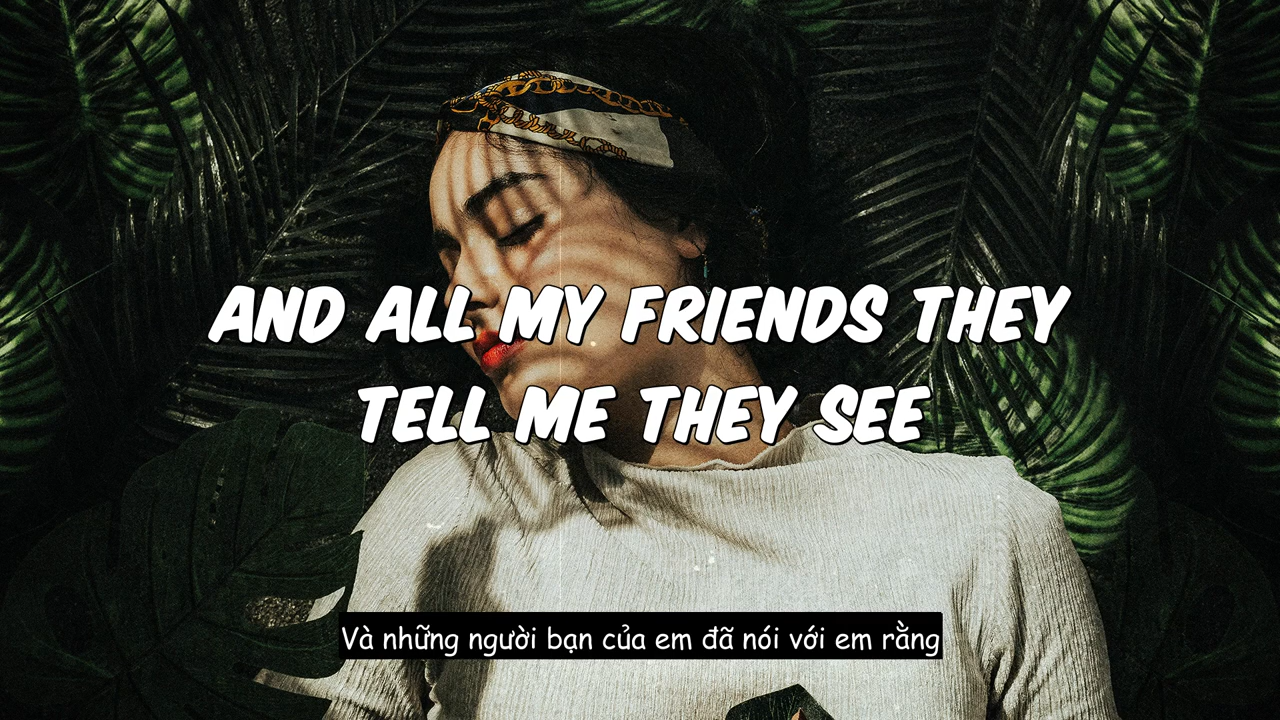 AND ALL MY FRIENDS THEY
TELL ME THEY SEE
Và những người bạn của em đã nói với em rằng